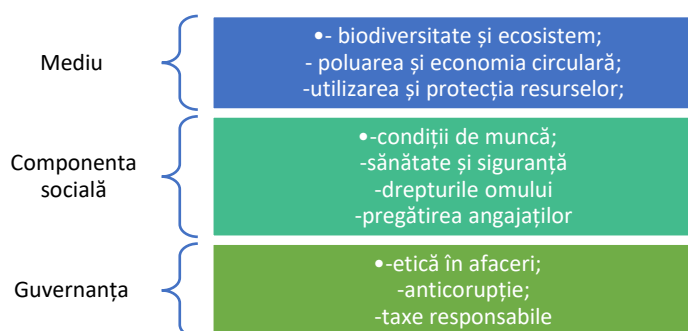 Mediu
•- biodiversitate și ecosistem;
- poluarea și economia circulară;
-utilizarea și protecția resurselor;
Componenta
socială
•-condiții de muncă;
-sănătate și siguranță
-drepturile omului
-pregătirea angajaților
Guvernanța
•-etică în afaceri;
-anticorupție;
-taxe responsabile